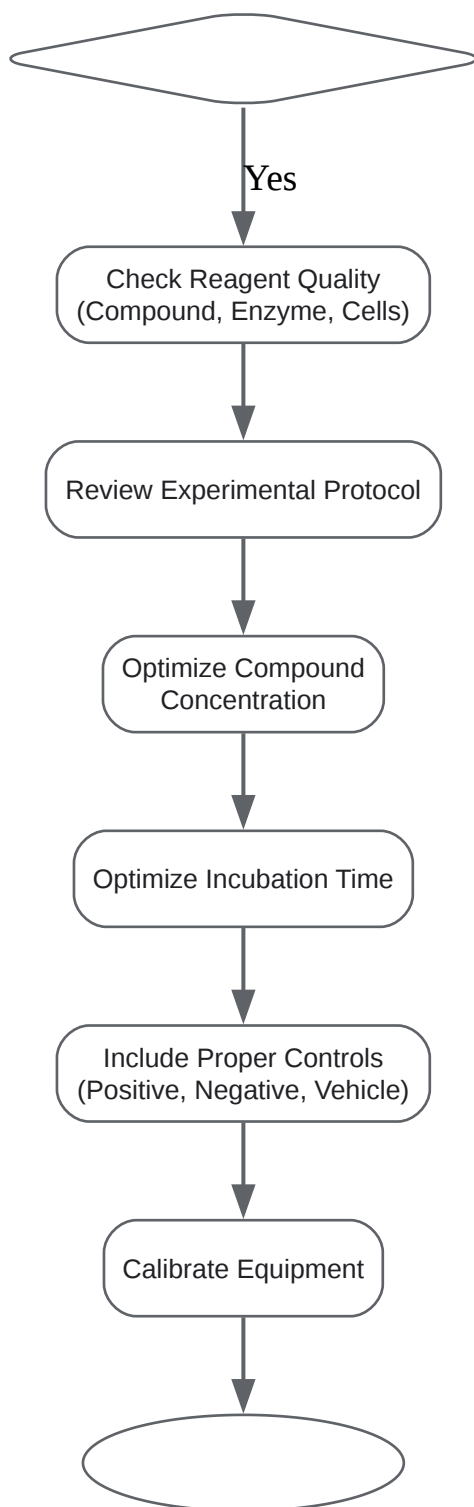 Yes
Check Reagent Quality
(Compound, Enzyme, Cells)
Review Experimental Protocol
Optimize Compound
Concentration
Optimize Incubation Time
Include Proper Controls
(Positive, Negative, Vehicle)
Calibrate Equipment